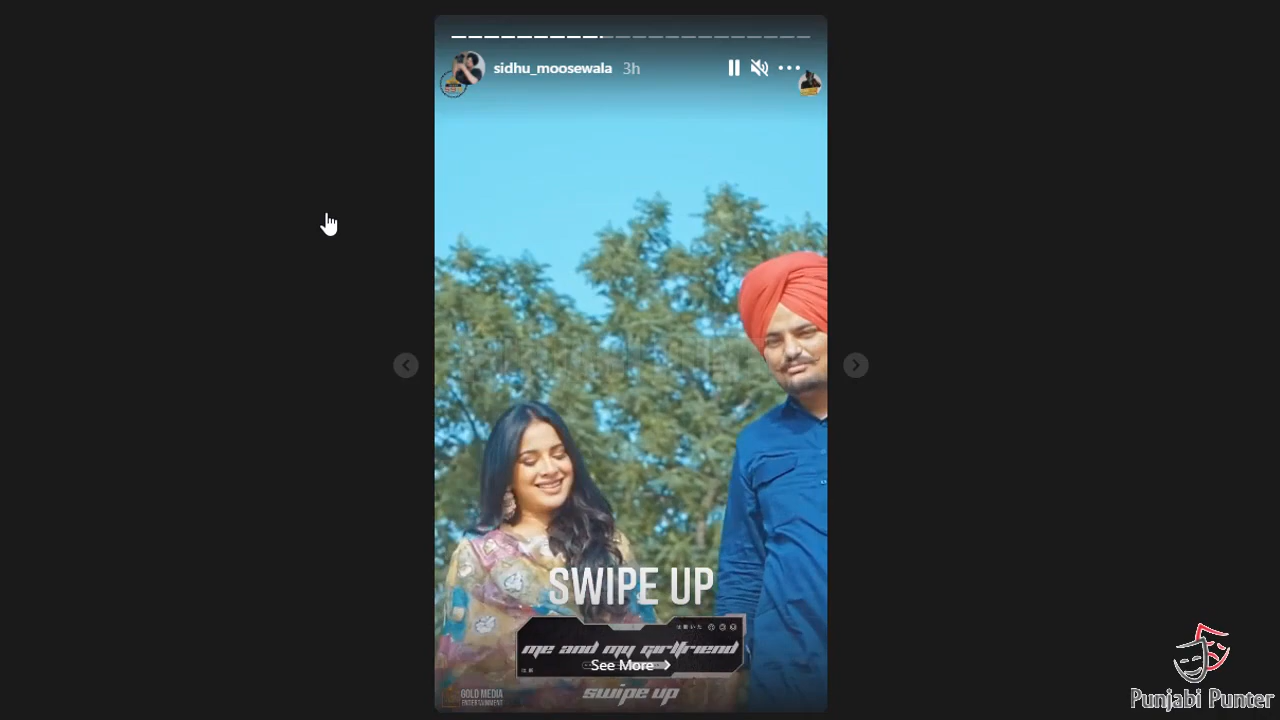 sidhu_moosewala 3h
SWIPE UP
me and my girlfriend
See More
swipe up
GOLD MEDIA
ENTERTAINMENT
Punjabi Punter